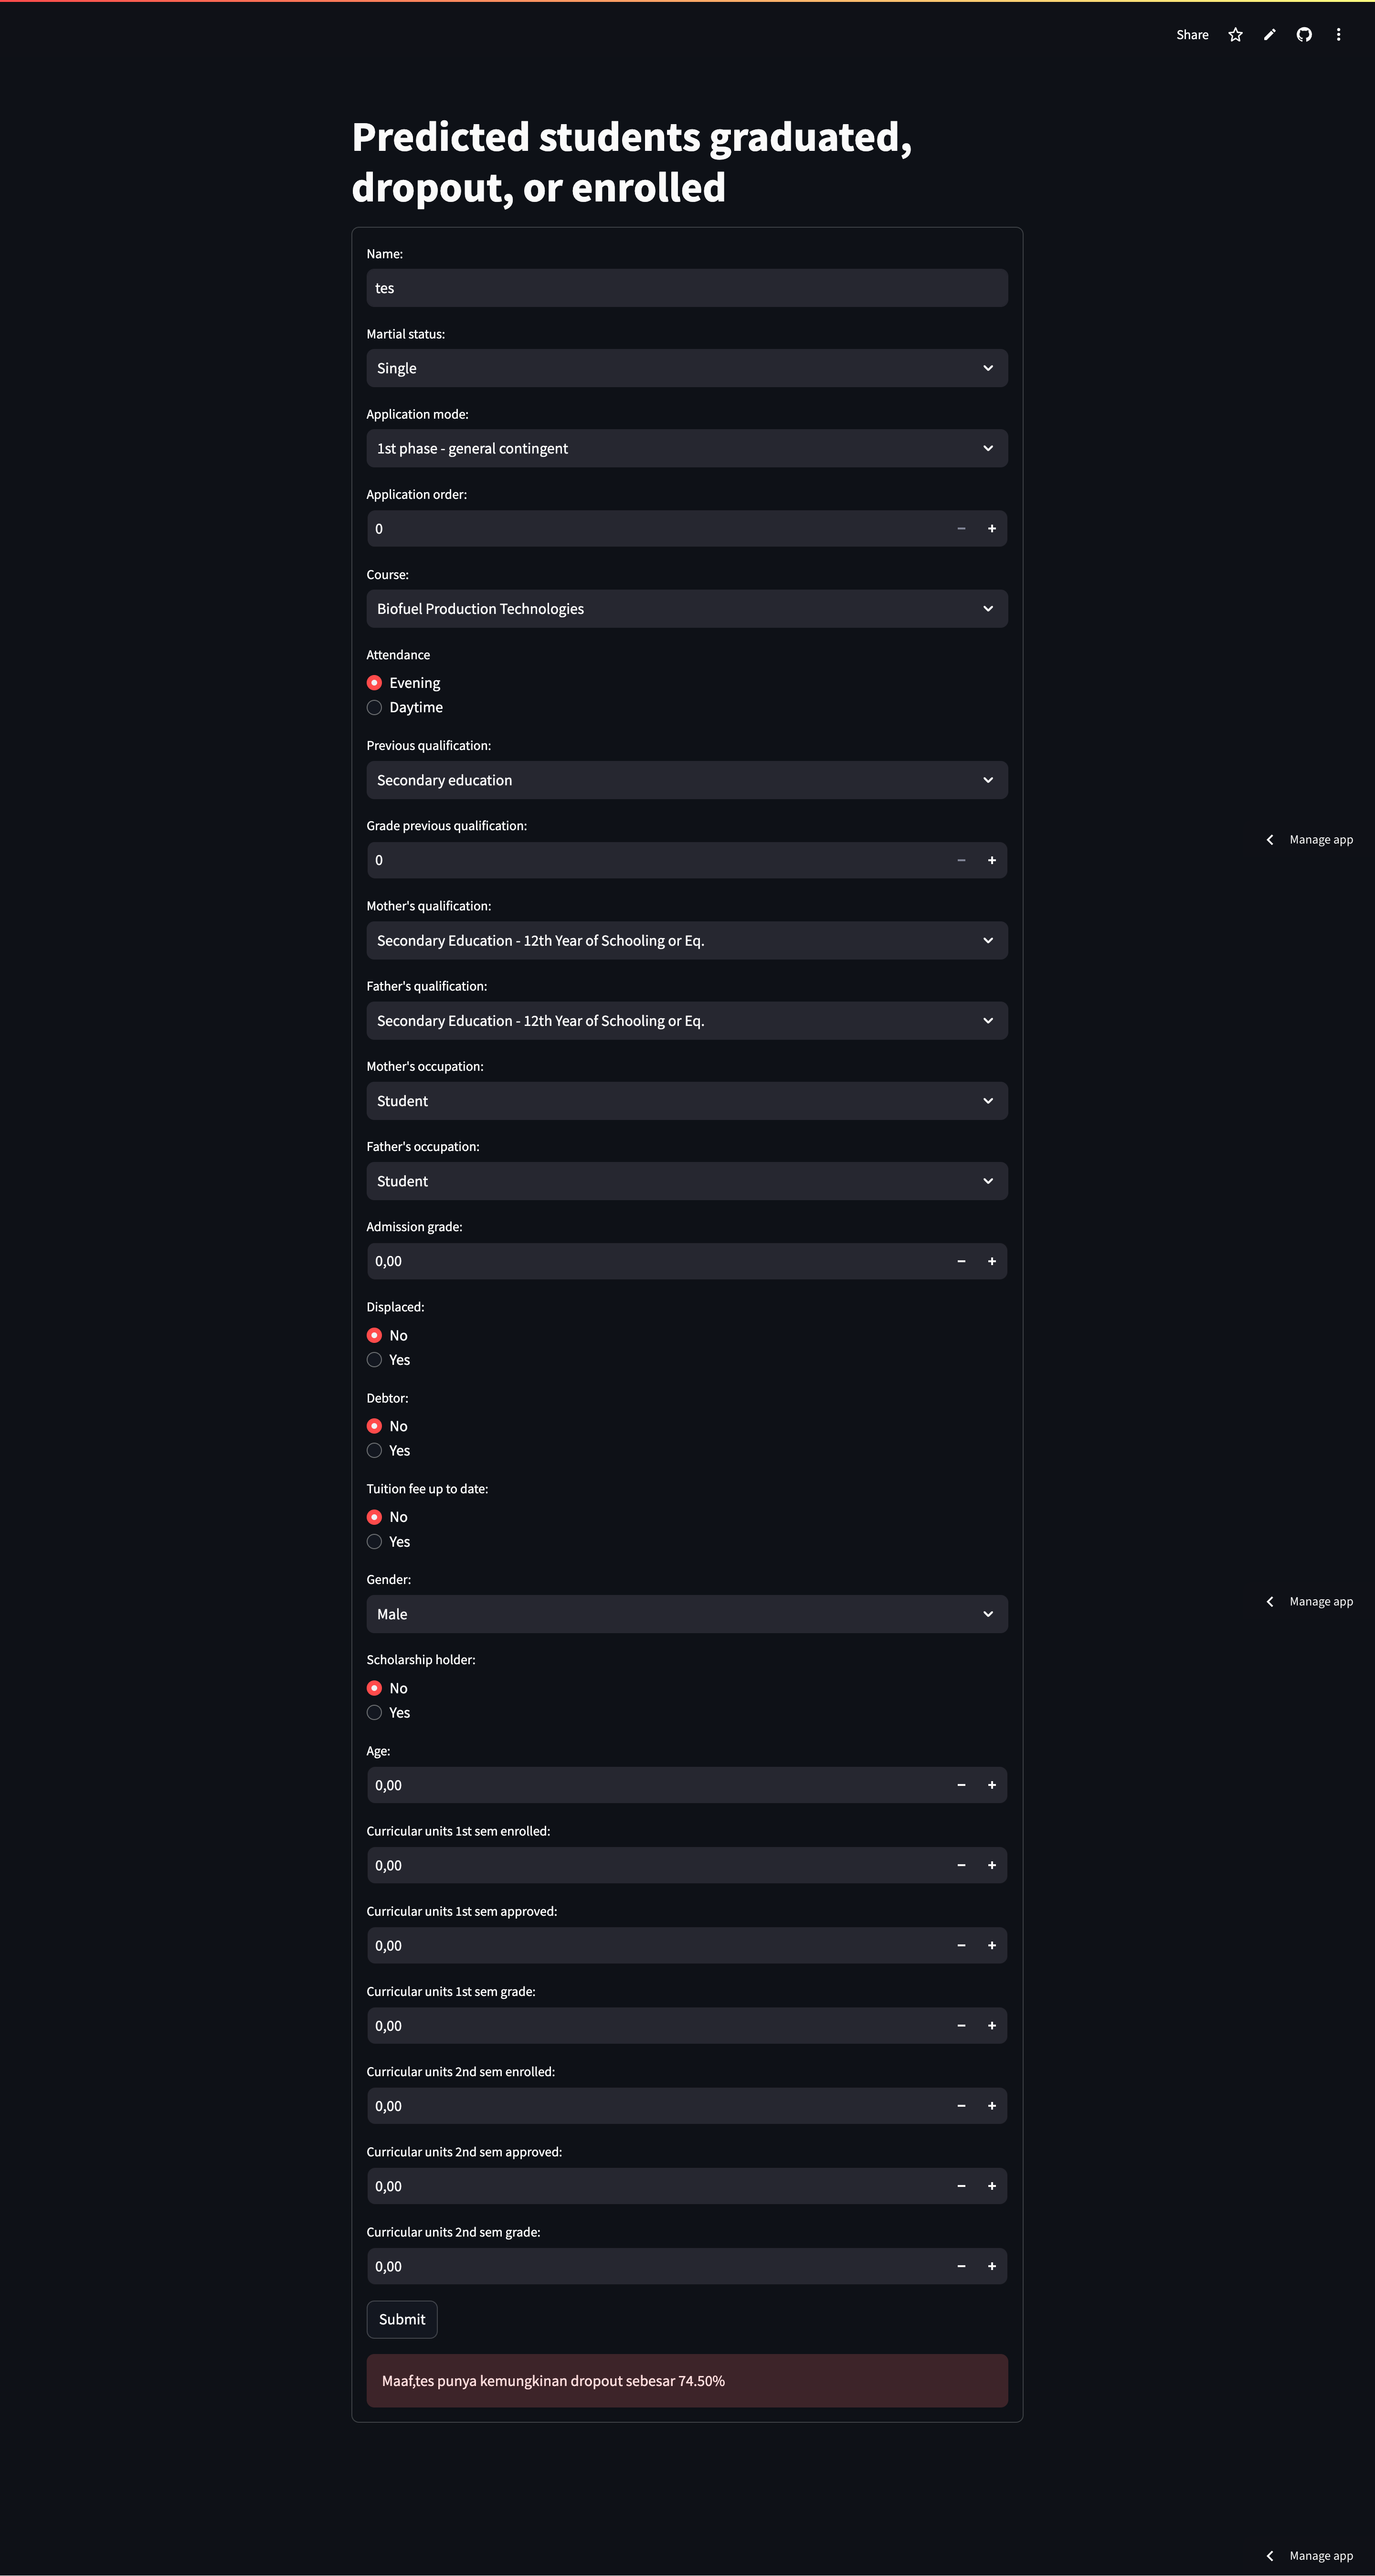 Share
Predicted students graduated,
dropout, or enrolled
Name:
tes
Martial status:
Single
Application mode:
1st phase - general contingent
Application order:
0
Course:
Biofuel Production Technologies
Attendance
Evening
Daytime
Previous qualification:
Secondary education
Grade previous qualification:
0
Manage app
Mother's qualification:
Secondary Education - 12th Year of Schooling or Eq.
Father's qualification:
Secondary Education - 12th Year of Schooling or Eq.
Mother's occupation:
Student
Father's occupation:
Student
Admission grade:
0,00
Displaced:
No
Yes
Debtor:
No
Yes
Tuition fee up to date:
No
Yes
Gender:
Manage app
Male
Scholarship holder:
No
Yes
Age:
0,00
Curricular units 1st sem enrolled:
0,00
Curricular units 1st sem approved:
0,00
Curricular units 1st sem grade:
0,00
Curricular units 2nd sem enrolled:
0,00
Curricular units 2nd sem approved:
0,00
Curricular units 2nd sem grade:
0,00
Submit
Maaf,tes punya kemungkinan dropout sebesar 74.50%
Manage app